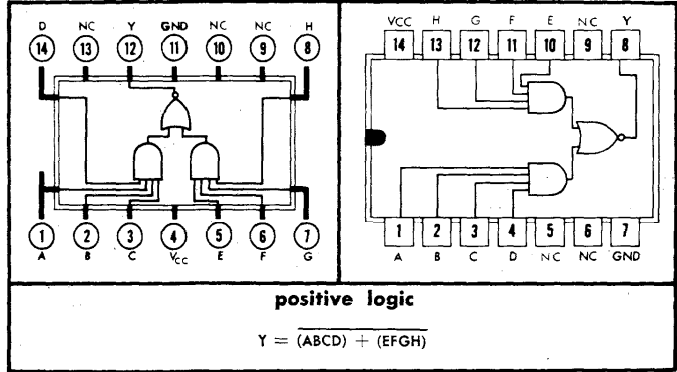 D NC Y GND NC NC H
14 13 12 11 10 9 8
1 2 3 4 5 6 7
A B C VCC E F G
VCC H G F E NC Y
14 13 12 11 10 9 8
1 2 3 4 5 6 7
A B C D NC NC GND
positive logic
Y = (ABCD) + (EFGH)